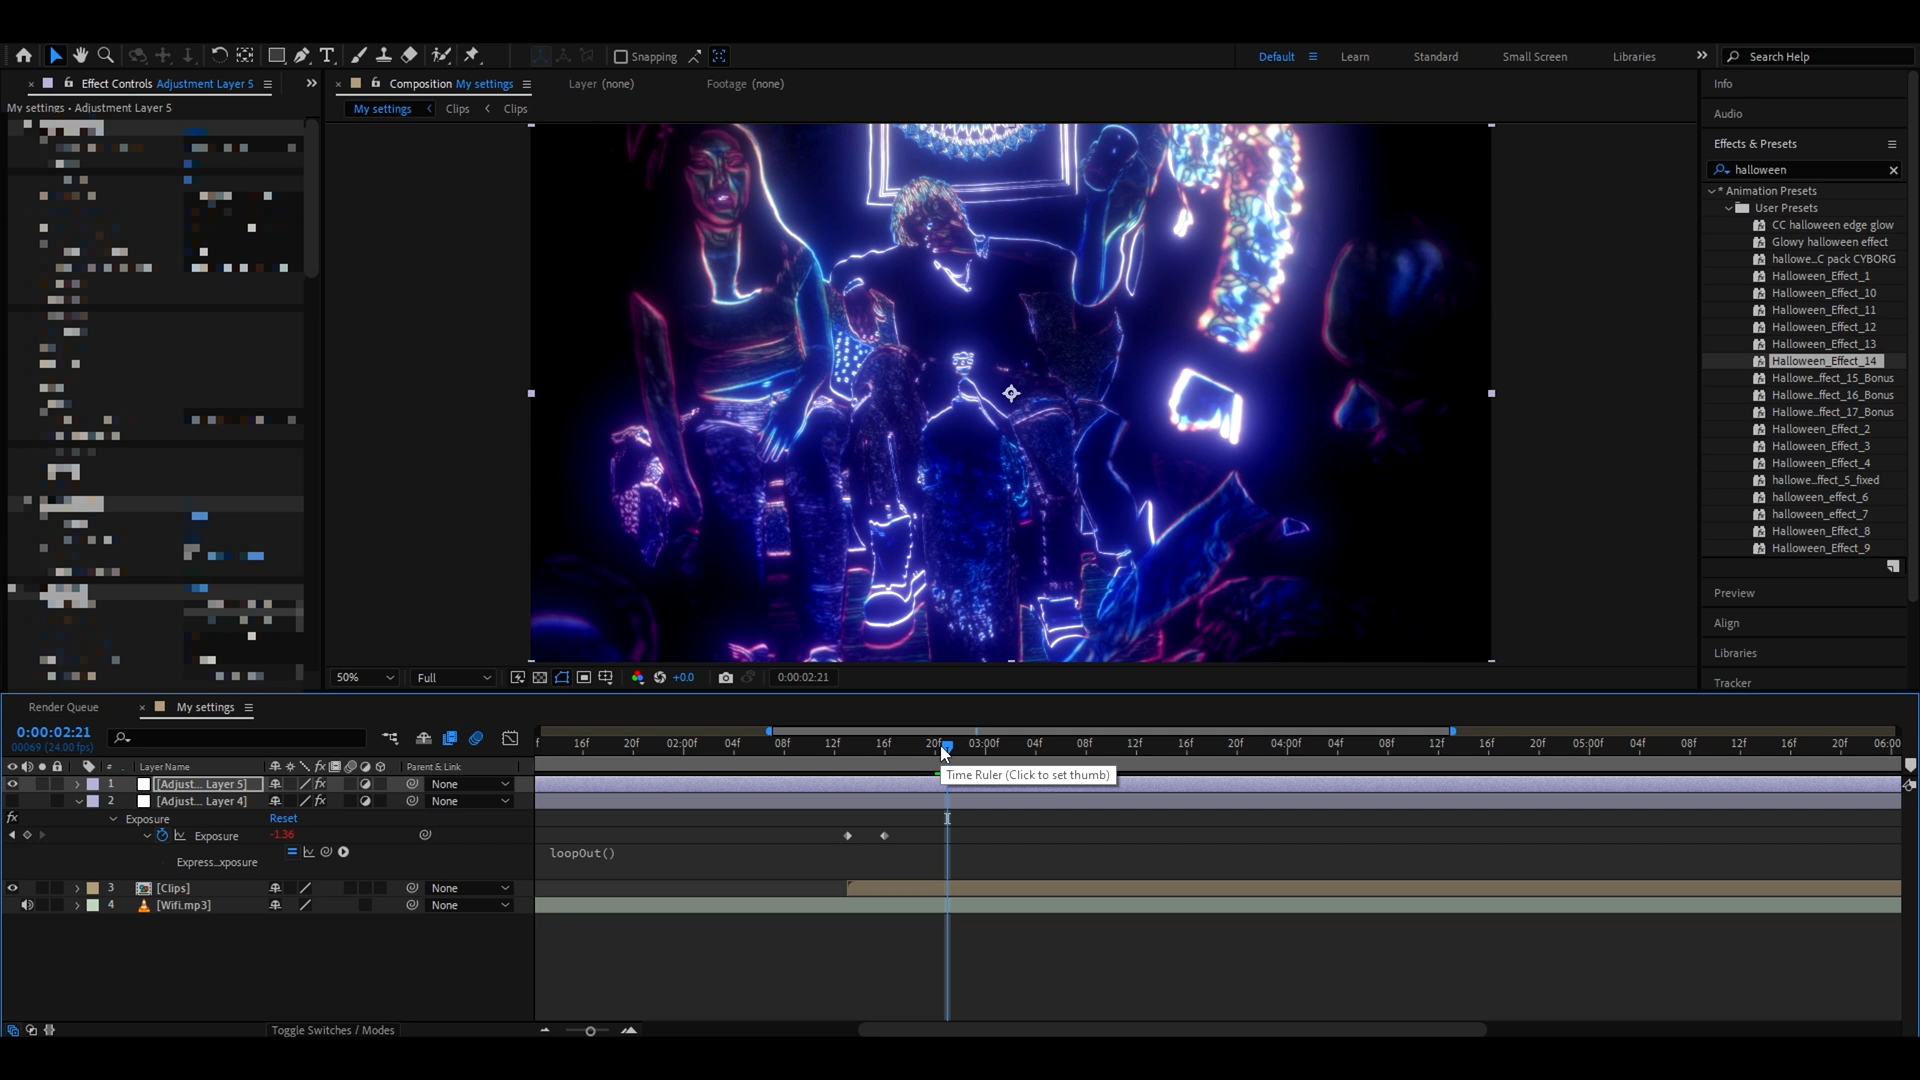 Snapping
Default
Learn
Standard
Small Screen
Libraries
Search Help
Effect Controls Adjustment Layer 5
My settings • Adjustment Layer 5
Composition My settings
Layer (none)
Footage (none)
My settings
Clips
Clips
50%
Full
+0.0
0:00:02:21
Info
Audio
Effects & Presets
halloween
* Animation Presets
User Presets
CC halloween edge glow
Glowy halloween effect
hallowe_C pack CYBORG
Halloween_Effect_1
Halloween_Effect_10
Halloween_Effect_11
Halloween_Effect_12
Halloween_Effect_13
Halloween_Effect_14
Hallowe...ffect_15_Bonus
Hallowe...ffect_16_Bonus
Hallowe...ffect_17_Bonus
Halloween_Effect_2
Halloween_Effect_3
Halloween_Effect_4
hallowe...ffect_5_fixed
halloween_effect_6
halloween_effect_7
Halloween_Effect_8
Halloween_Effect_9
Preview
Align
Libraries
Tracker
Render Queue
My settings
0:00:02:21
00069 (24.00 fps)
f 16f 20f 02:00f 04f 08f 12f 16f 20f 03:00f 04f 08f 12f 16f 20f 04:00f 04f 08f 12f 16f 05:00f 04f 08f 12f 16f 20f 06:00
# Layer Name fx Parent & Link
1 [Adjust... Layer 5] fx None
2 [Adjust... Layer 4] fx None
fx Exposure Reset
Exposure -1.36
Express...xposure
loopOut()
3 [Clips] None
4 [Wifi.mp3] None
Time Ruler (Click to set thumb)
Toggle Switches / Modes